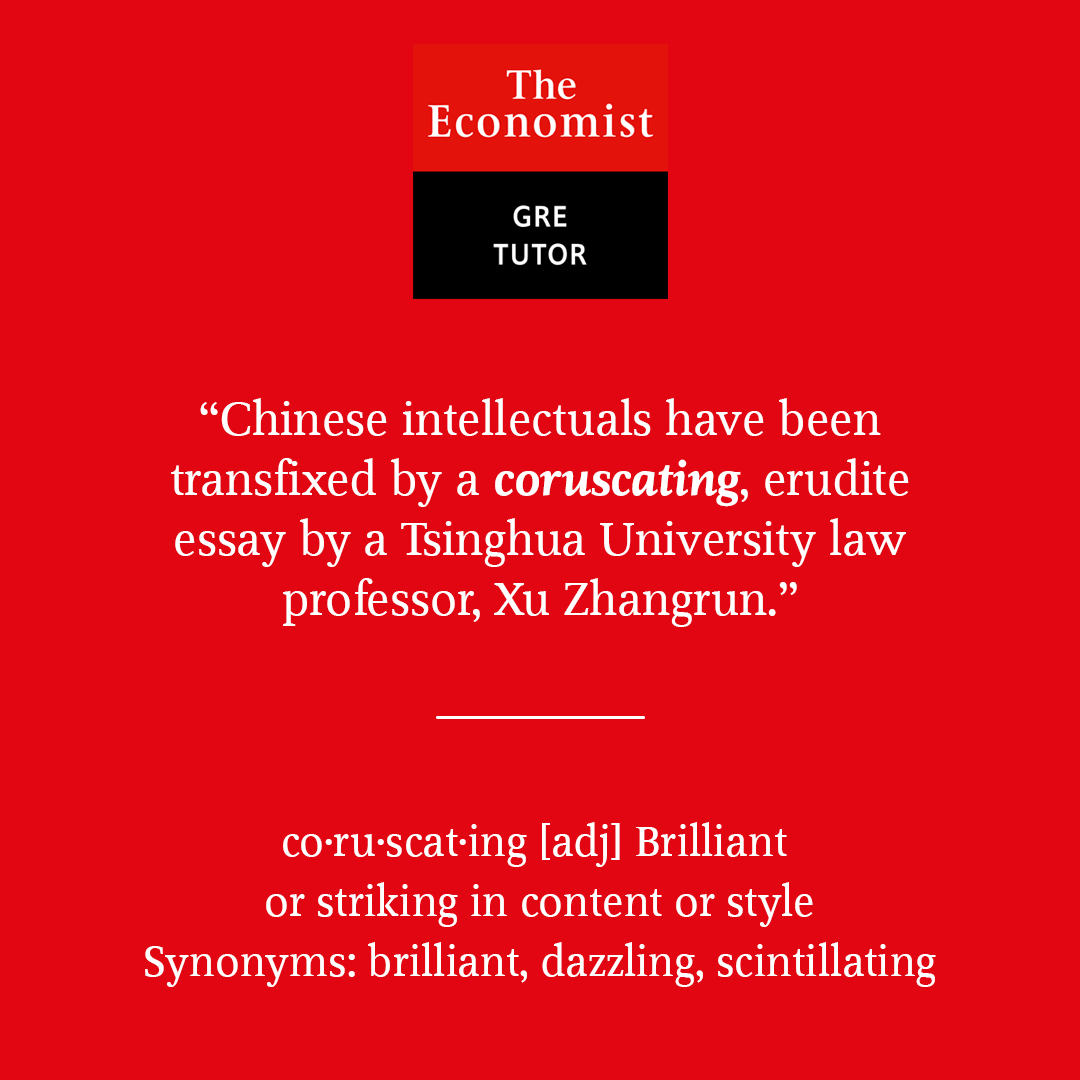 The
Economist
GRE
TUTOR
“Chinese intellectuals have been
transfixed by a coruscating, erudite
essay by a Tsinghua University law
professor, Xu Zhangrun.”
co·ru·scat·ing [adj] Brilliant
or striking in content or style
Synonyms: brilliant, dazzling, scintillating